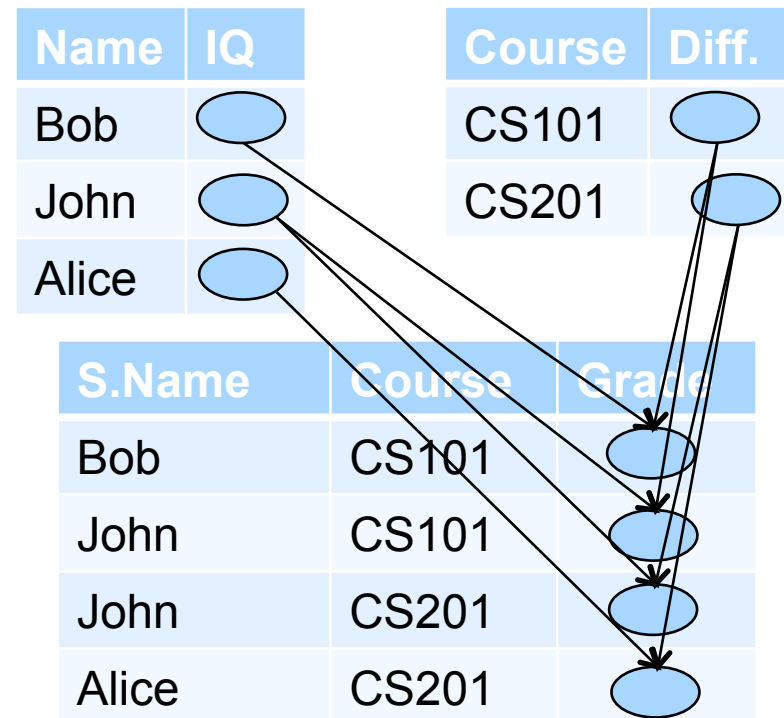 Name IQ
Bob
John
Alice
Course Diff.
CS101
CS201
S.Name Course Grade
Bob CS101
John CS101
John CS201
Alice CS201